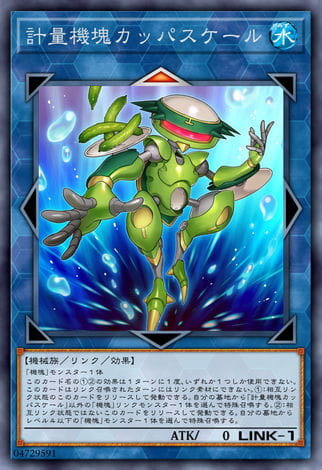 計量機塊カッパスケール
水
【機械族／リンク／効果】
「機塊」モンスター1体
このカード名の①②の効果は1ターンに1度、いずれか1つしか使用できない。
このカードはリンク召喚されたターンにはリンク素材にできない。①：相互リ
ンク状態のこのカードをリリースして発動できる。自分の墓地から「計量機塊カッ
パスケール」以外の「機塊」リンクモンスター1体を選んで特殊召喚する。②：相
互リンク状態ではないこのカードをリリースして発動できる。自分の墓地から
レベル4以下の「機塊」モンスター1体を選んで特殊召喚する。
ATK/ 0 LINK-1
04729591